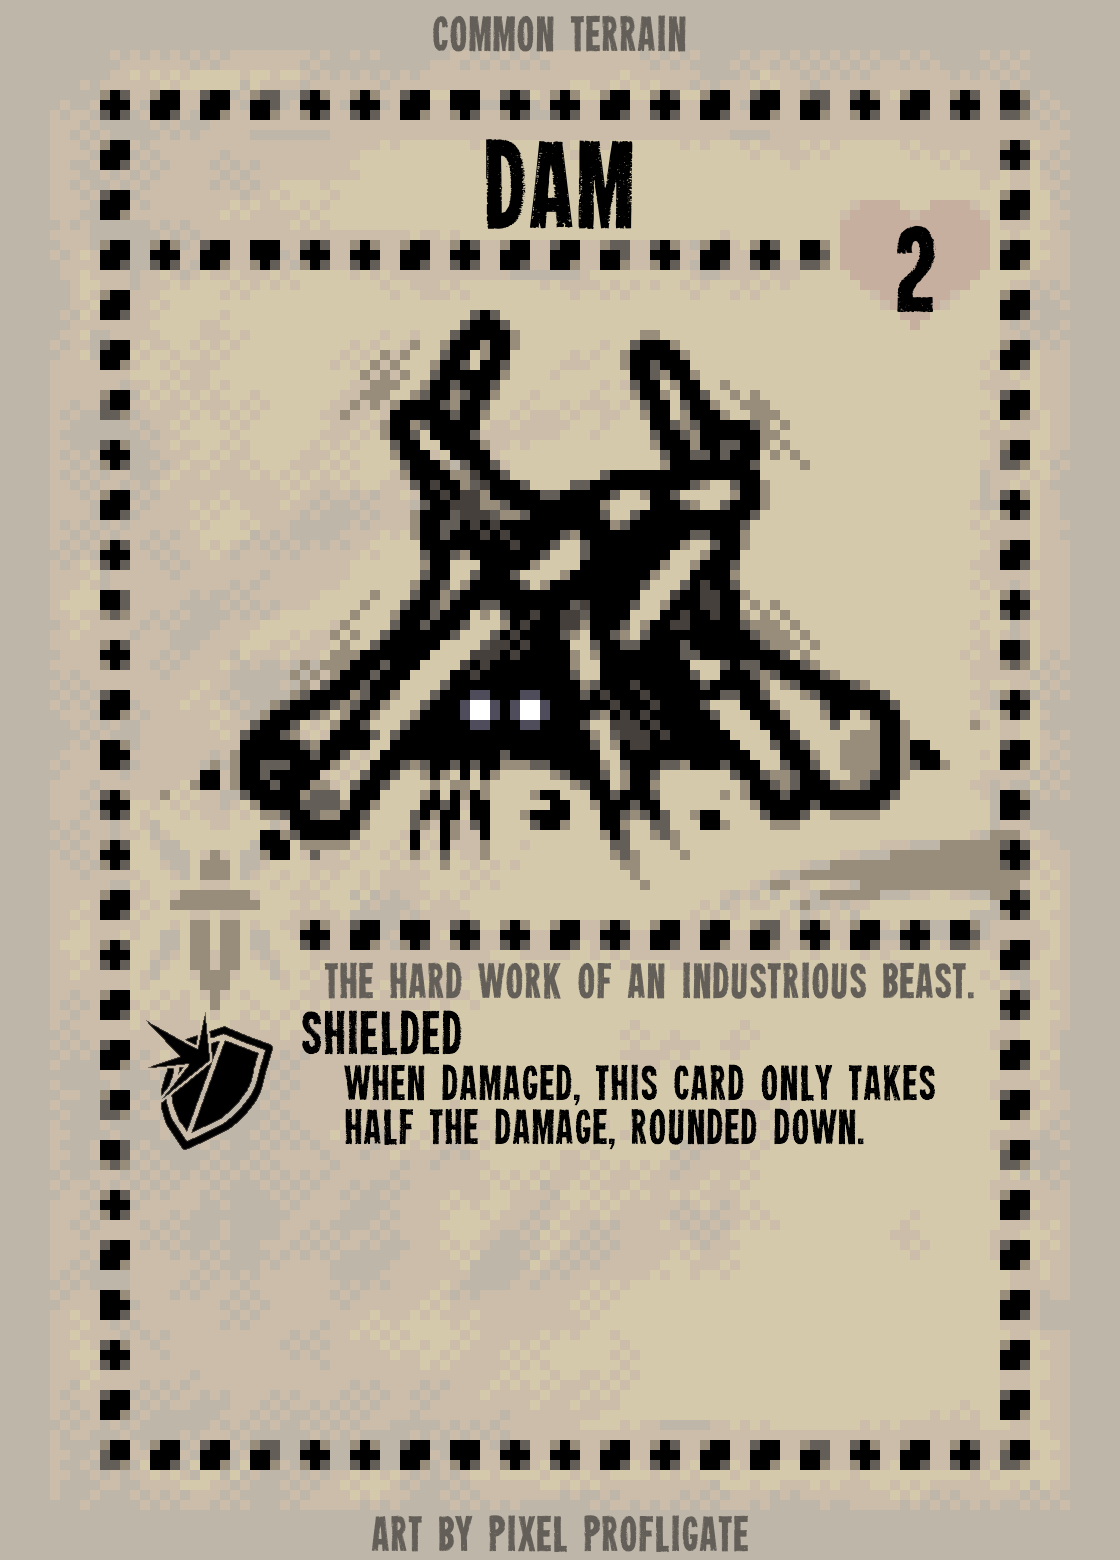 COMMON TERRAIN
DAM
2
THE HARD WORK OF AN INDUSTRIOUS BEAST.
SHIELDED
WHEN DAMAGED, THIS CARD ONLY TAKES
HALF THE DAMAGE, ROUNDED DOWN.
ART BY PIXEL PROFLIGATE